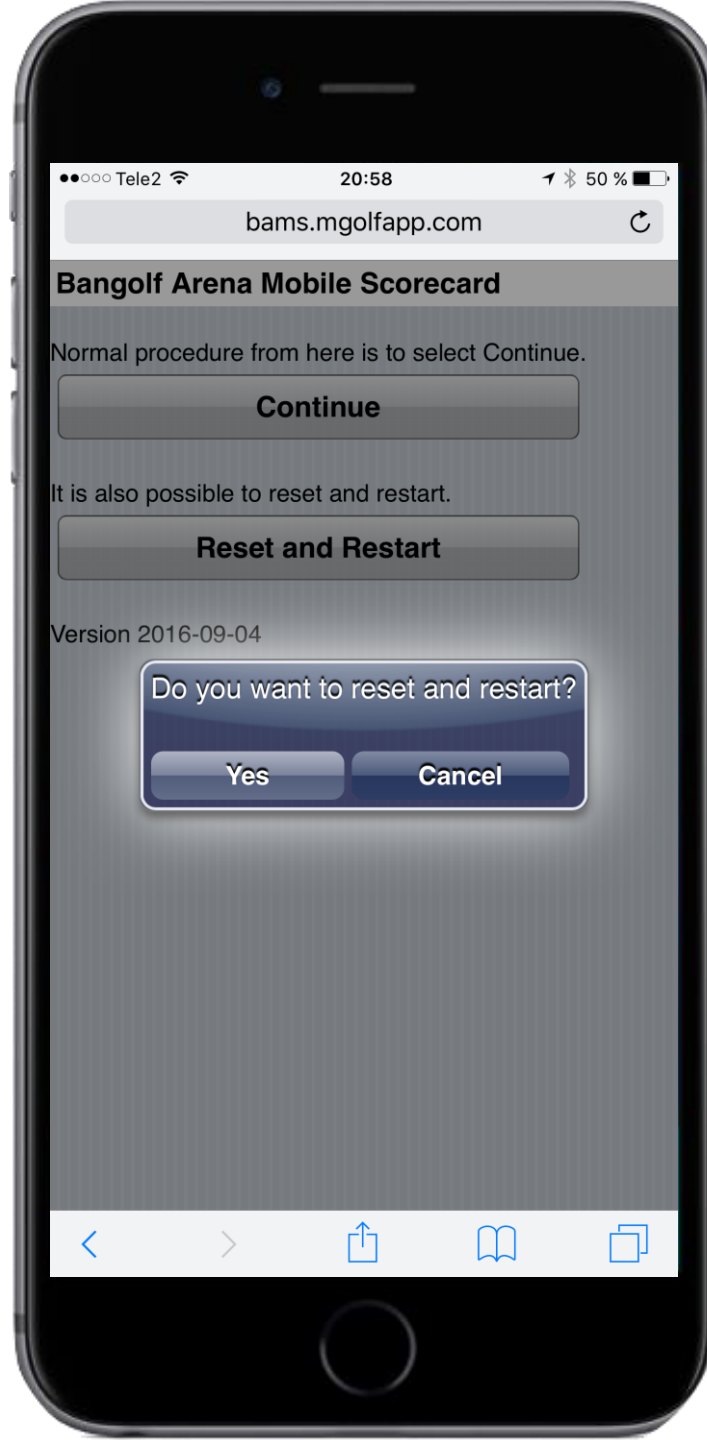 Tele2 20:58 50 %
bams.mgolfapp.com
Bangolf Arena Mobile Scorecard
Normal procedure from here is to select Continue.
Continue
It is also possible to reset and restart.
Reset and Restart
Version 2016-09-04
Do you want to reset and restart?
Yes Cancel